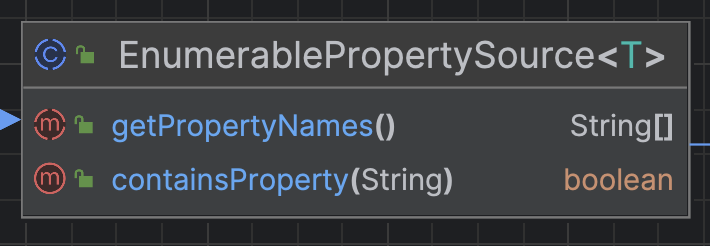 C EnumerablePropertySource<T>
m getPropertyNames() String[]
m containsProperty(String) boolean